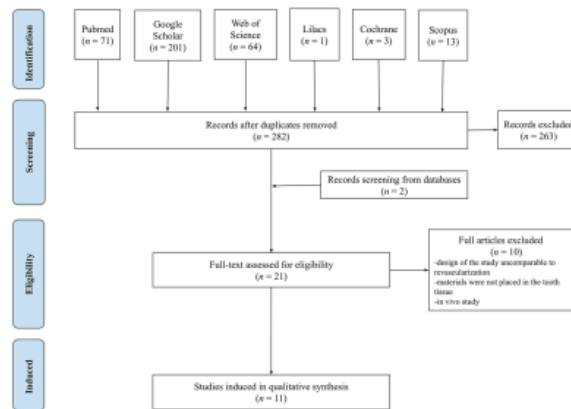 Identification
Pubmed
(n = 71)
Google
Scholar
(n = 201)
Web of
Science
(n = 64)
Lilacs
(n = 1)
Cochrane
(n = 3)
Scopus
(n = 13)
Screening
Records after duplicates removed
(n = 282)
Records excluded
(n = 263)
Records screening from databases
(n = 2)
Eligibility
Full-text assessed for eligibility
(n = 21)
Full articles excluded
(n = 10)
-design of the study uncomparable to
revascularization
-materials were not placed in the tooth
tissue
-in vivo study
Induced
Studies induced in qualitative synthesis
(n = 11)